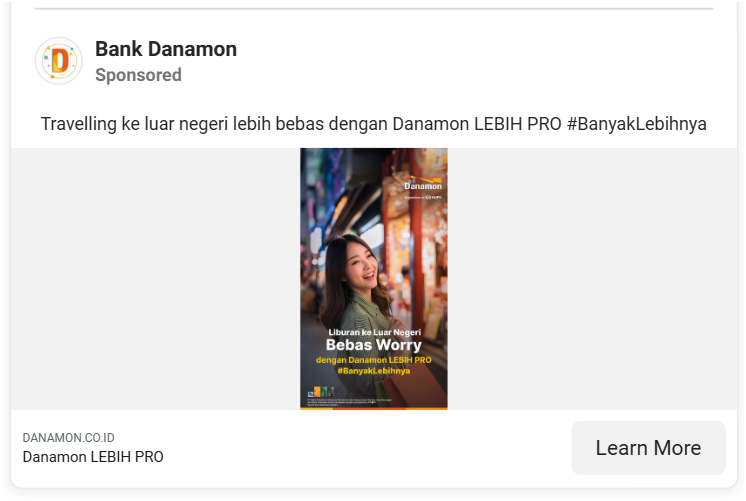 Bank Danamon
Sponsored
Travelling ke luar negeri lebih bebas dengan Danamon LEBIH PRO #BanyakLebihnya
Danamon
Liburan ke Luar Negeri
Bebas Worry
dengan Danamon LEBIH PRO
#BanyakLebihnya
DANAMON.CO.ID
Danamon LEBIH PRO
Learn More